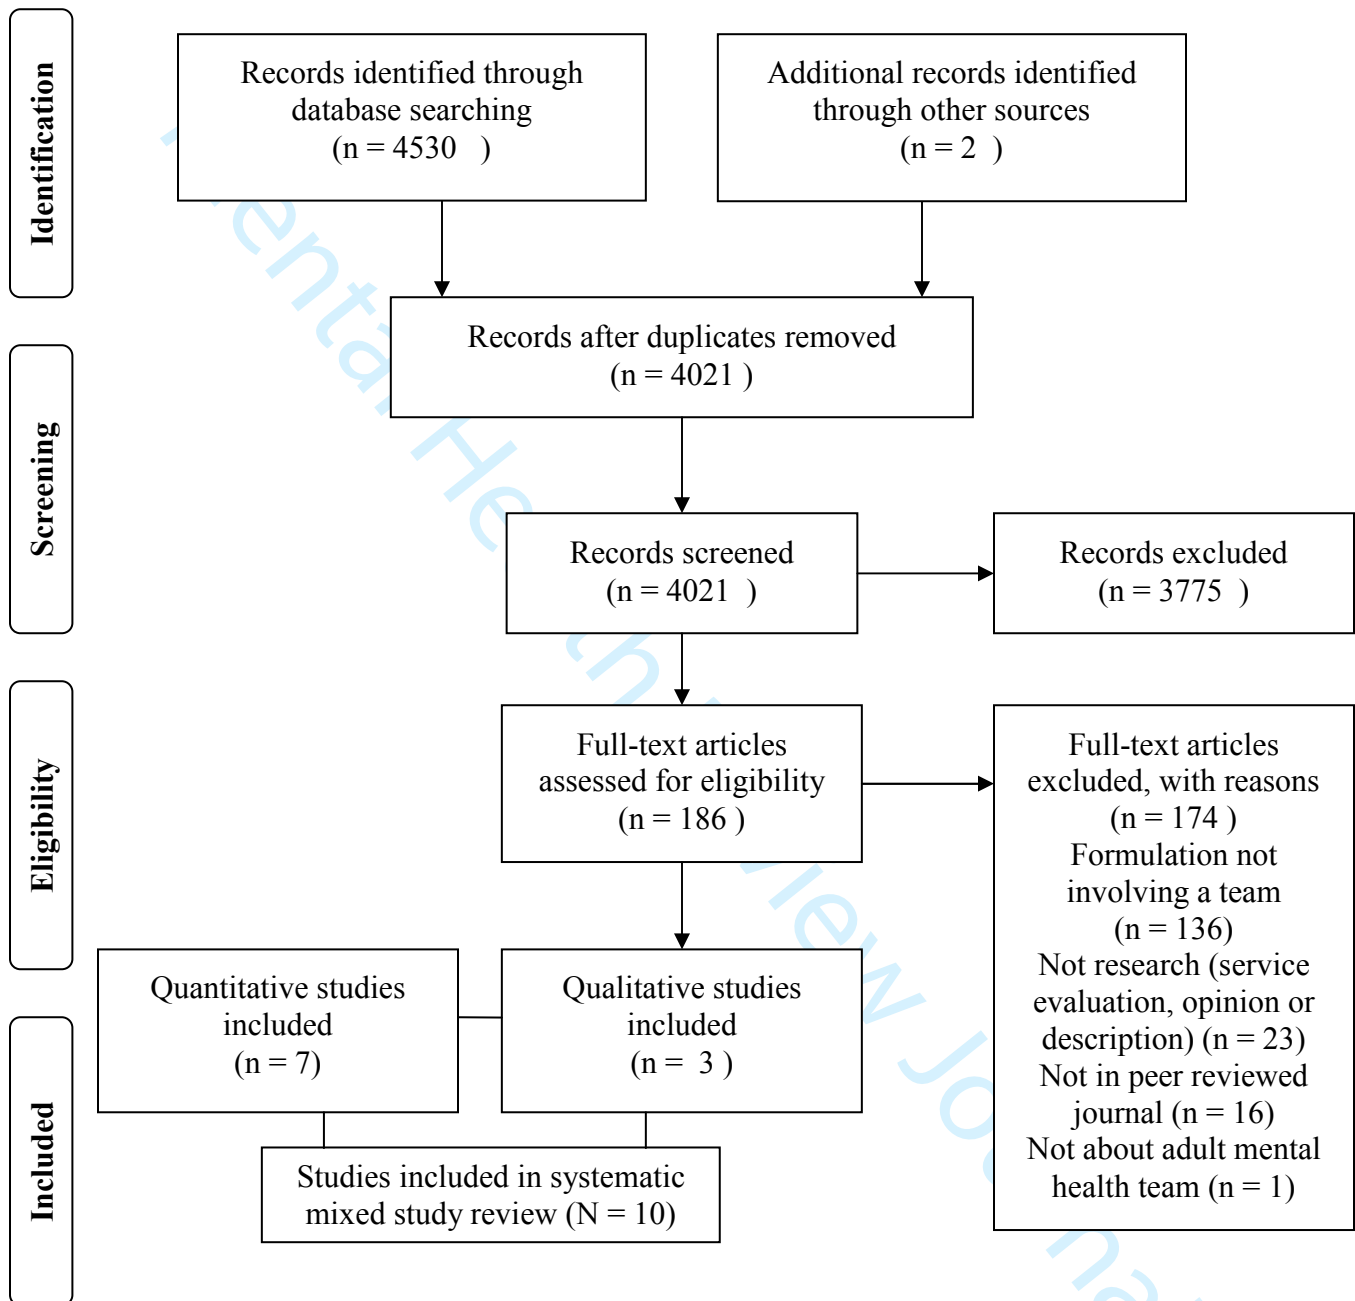 Identification
Records identified through
database searching
(n = 4530 )
Additional records identified
through other sources
(n = 2 )
Records after duplicates removed
(n = 4021 )
Screening
Records screened
(n = 4021 )
Records excluded
(n = 3775 )
Eligibility
Full-text articles
assessed for eligibility
(n = 186 )
Full-text articles
excluded, with reasons
(n = 174 )
Formulation not
involving a team
(n = 136)
Not research (service
evaluation, opinion or
description) (n = 23)
Not in peer reviewed
journal (n = 16)
Not about adult mental
health team (n = 1)
Included
Quantitative studies
included
(n = 7)
Qualitative studies
included
(n = 3 )
Studies included in systematic
mixed study review (N = 10)